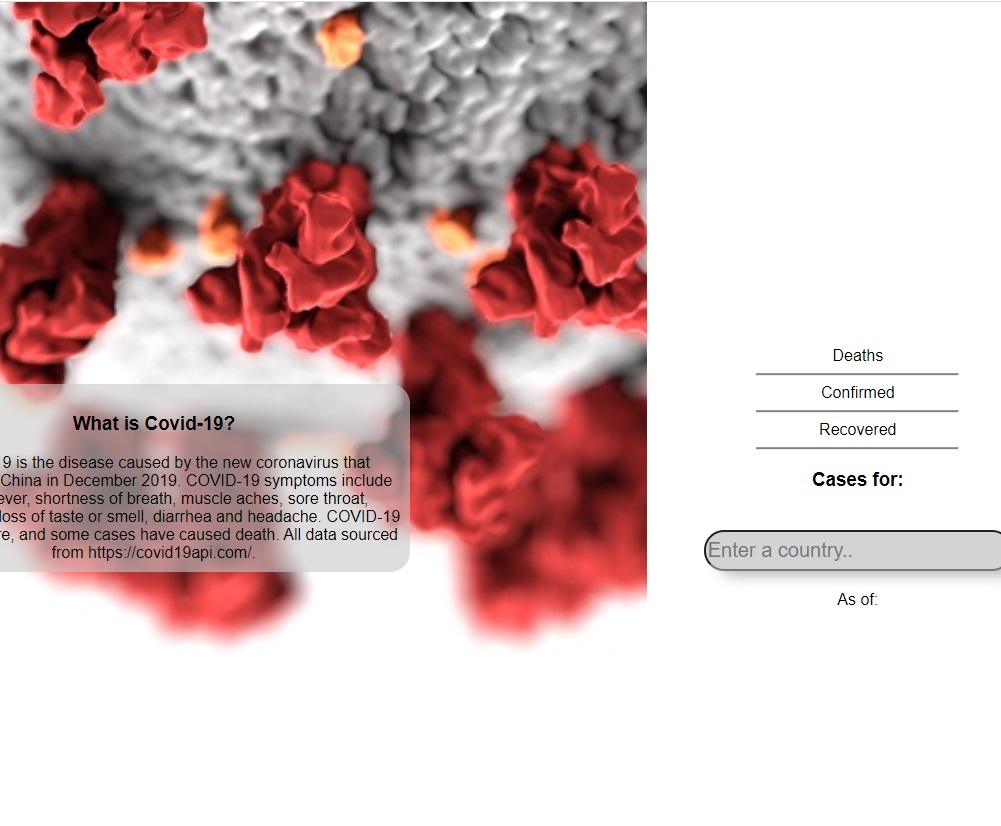 What is Covid-19?
9 is the disease caused by the new coronavirus that
China in December 2019. COVID-19 symptoms include
ever, shortness of breath, muscle aches, sore throat,
loss of taste or smell, diarrhea and headache. COVID-19
re, and some cases have caused death. All data sourced
from https://covid19api.com/.
Deaths
Confirmed
Recovered
Cases for:
Enter a country..
As of: